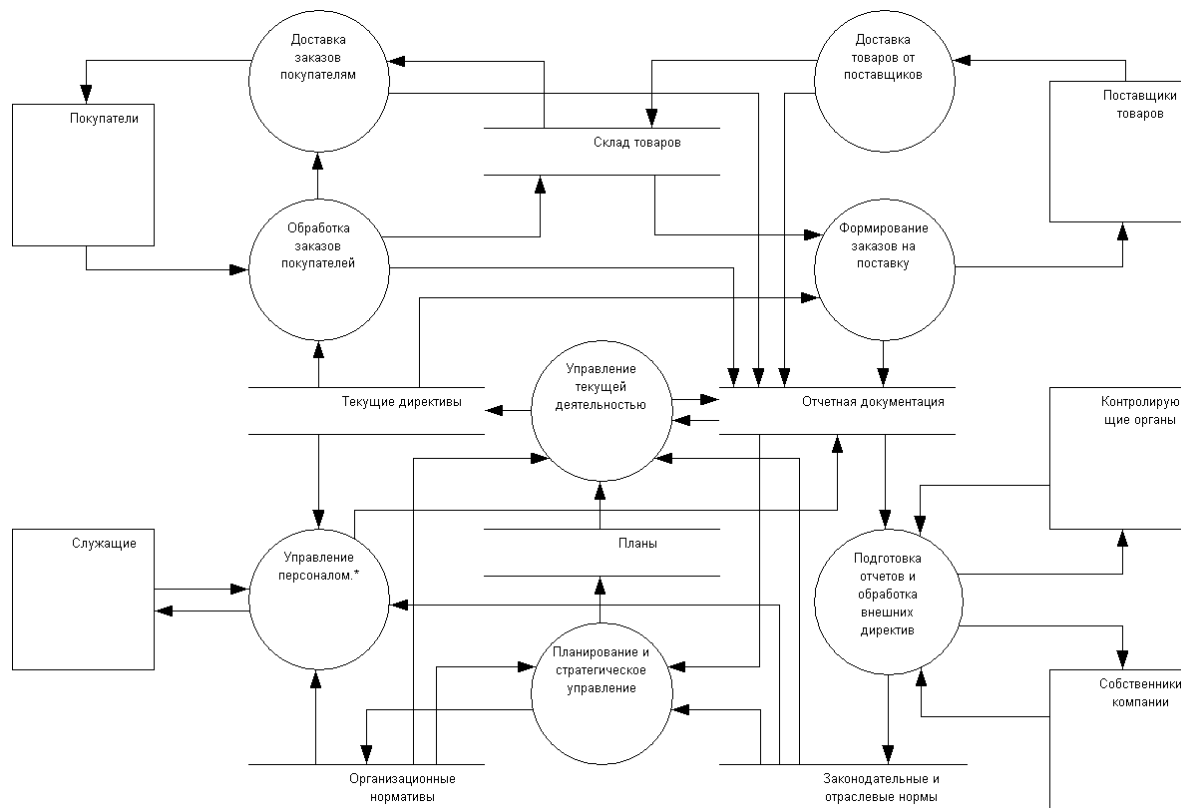 Доставка
заказов
покупателям
Доставка
товаров от
поставщиков
Покупатели
Поставщики
товаров
Склад товаров
Обработка
заказов
покупателей
Формирование
заказов на
поставку
Управление
текущей
деятельностью
Текущие директивы
Отчетная документация
Контролирую
щие органы
Служащие
Управление
персоналом.*
Планы
Подготовка
отчетов и
обработка
внешних
директив
Планирование и
стратегическое
управление
Собственники
компании
Организационные
нормативы
Законодательные и
отраслевые нормы